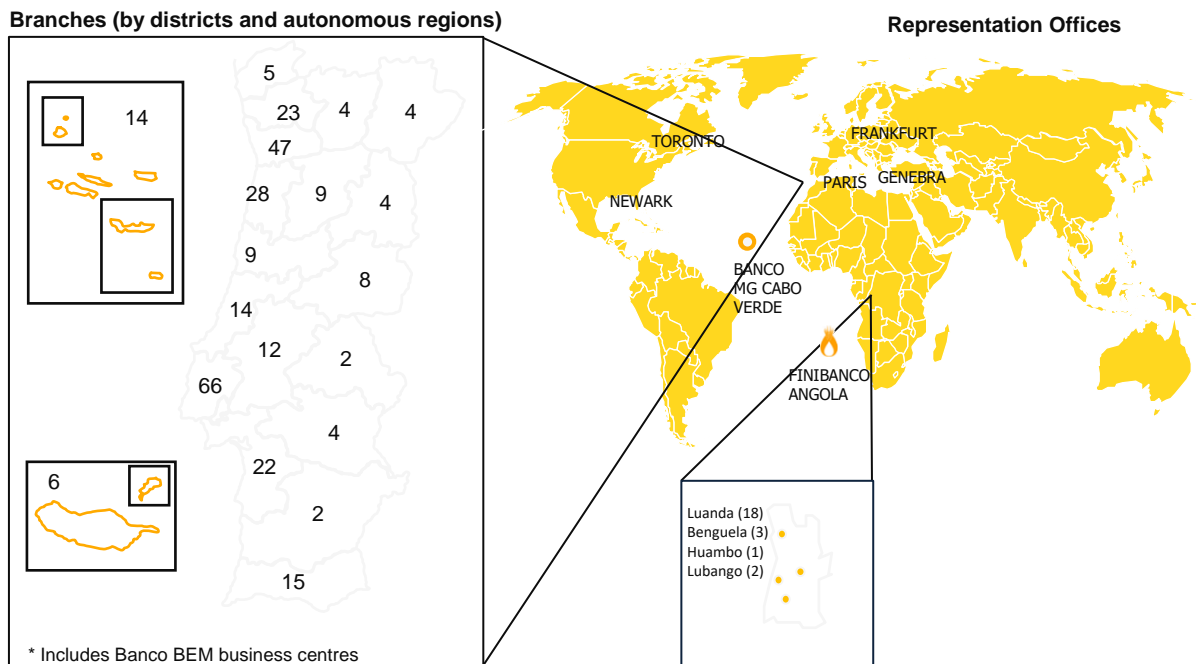 Branches (by districts and autonomous regions)
Representation Offices
5
14
23
4
4
47
28
9
4
9
8
14
12
2
66
4
6
22
2
15
* Includes Banco BEM business centres
TORONTO
FRANKFURT
PARIS
GENEBRA
NEWARK
BANCO
MG CABO
VERDE
FINIBANCO
ANGOLA
Luanda (18)
Benguela (3)
Huambo (1)
Lubango (2)